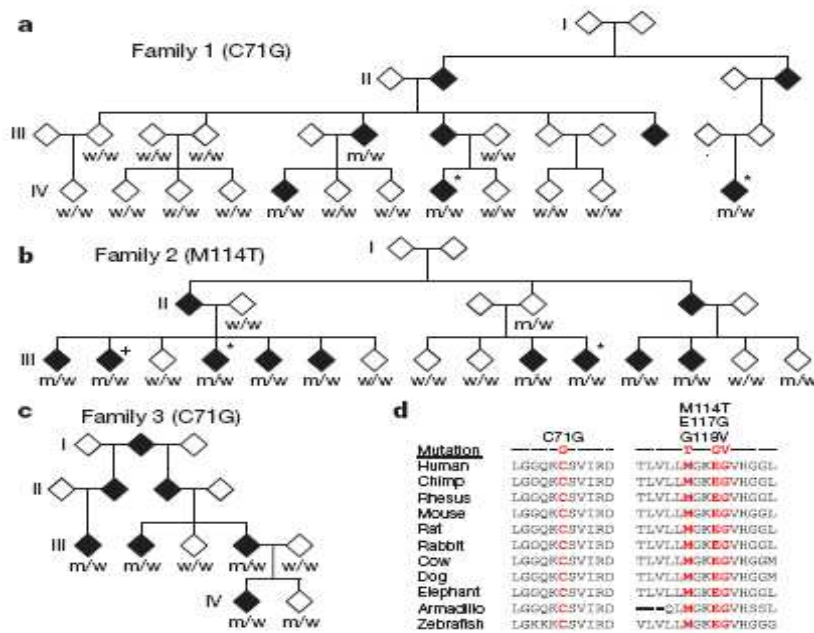 a
Family 1 (C71G)
I
II
III
w/w w/w w/w m/w w/w
IV
* *
w/w w/w w/w w/w m/w w/w w/w m/w w/w w/w w/w m/w
b
Family 2 (M114T)
I
II
w/w m/w
III
+ * *
m/w m/w w/w m/w m/w m/w w/w w/w w/w m/w m/w m/w m/w w/w m/w
c
Family 3 (C71G)
I
II
III
m/w m/w w/w m/w w/w
IV
m/w m/w
d
M114T
E117G
C71G G118V
Mutation G T GV
Human LGGQKCSVIRD TLVLLMGKEGVHGGL
Chimp LGGQKCSVIRD TLVLLMGKEGVHGGL
Rhesus LGGQKCSVIRD TLVLLMGKEGVHGGL
Mouse LGGQKCSVIRD TLVLLMGKEGVHGGL
Rat LGGQKCSVIRD TLVLLMGKEGVHGGL
Rabbit LGGQKCSVIRD TLVLLMGKEGVHGGL
Cow LGGQKCSVIRD TLVLLMGKEGVHGGM
Dog LGGQKCSVIRD TLVLLMGKEGVHGGM
Elephant LGGQKCSVIRD TLVLLMGKEGVHGGL
Armadillo LGGQKCSVIRD ---QLMGKEGVHSSL
Zebrafish LGKKKCSVIRD VLVLLMGKEGVHGGG